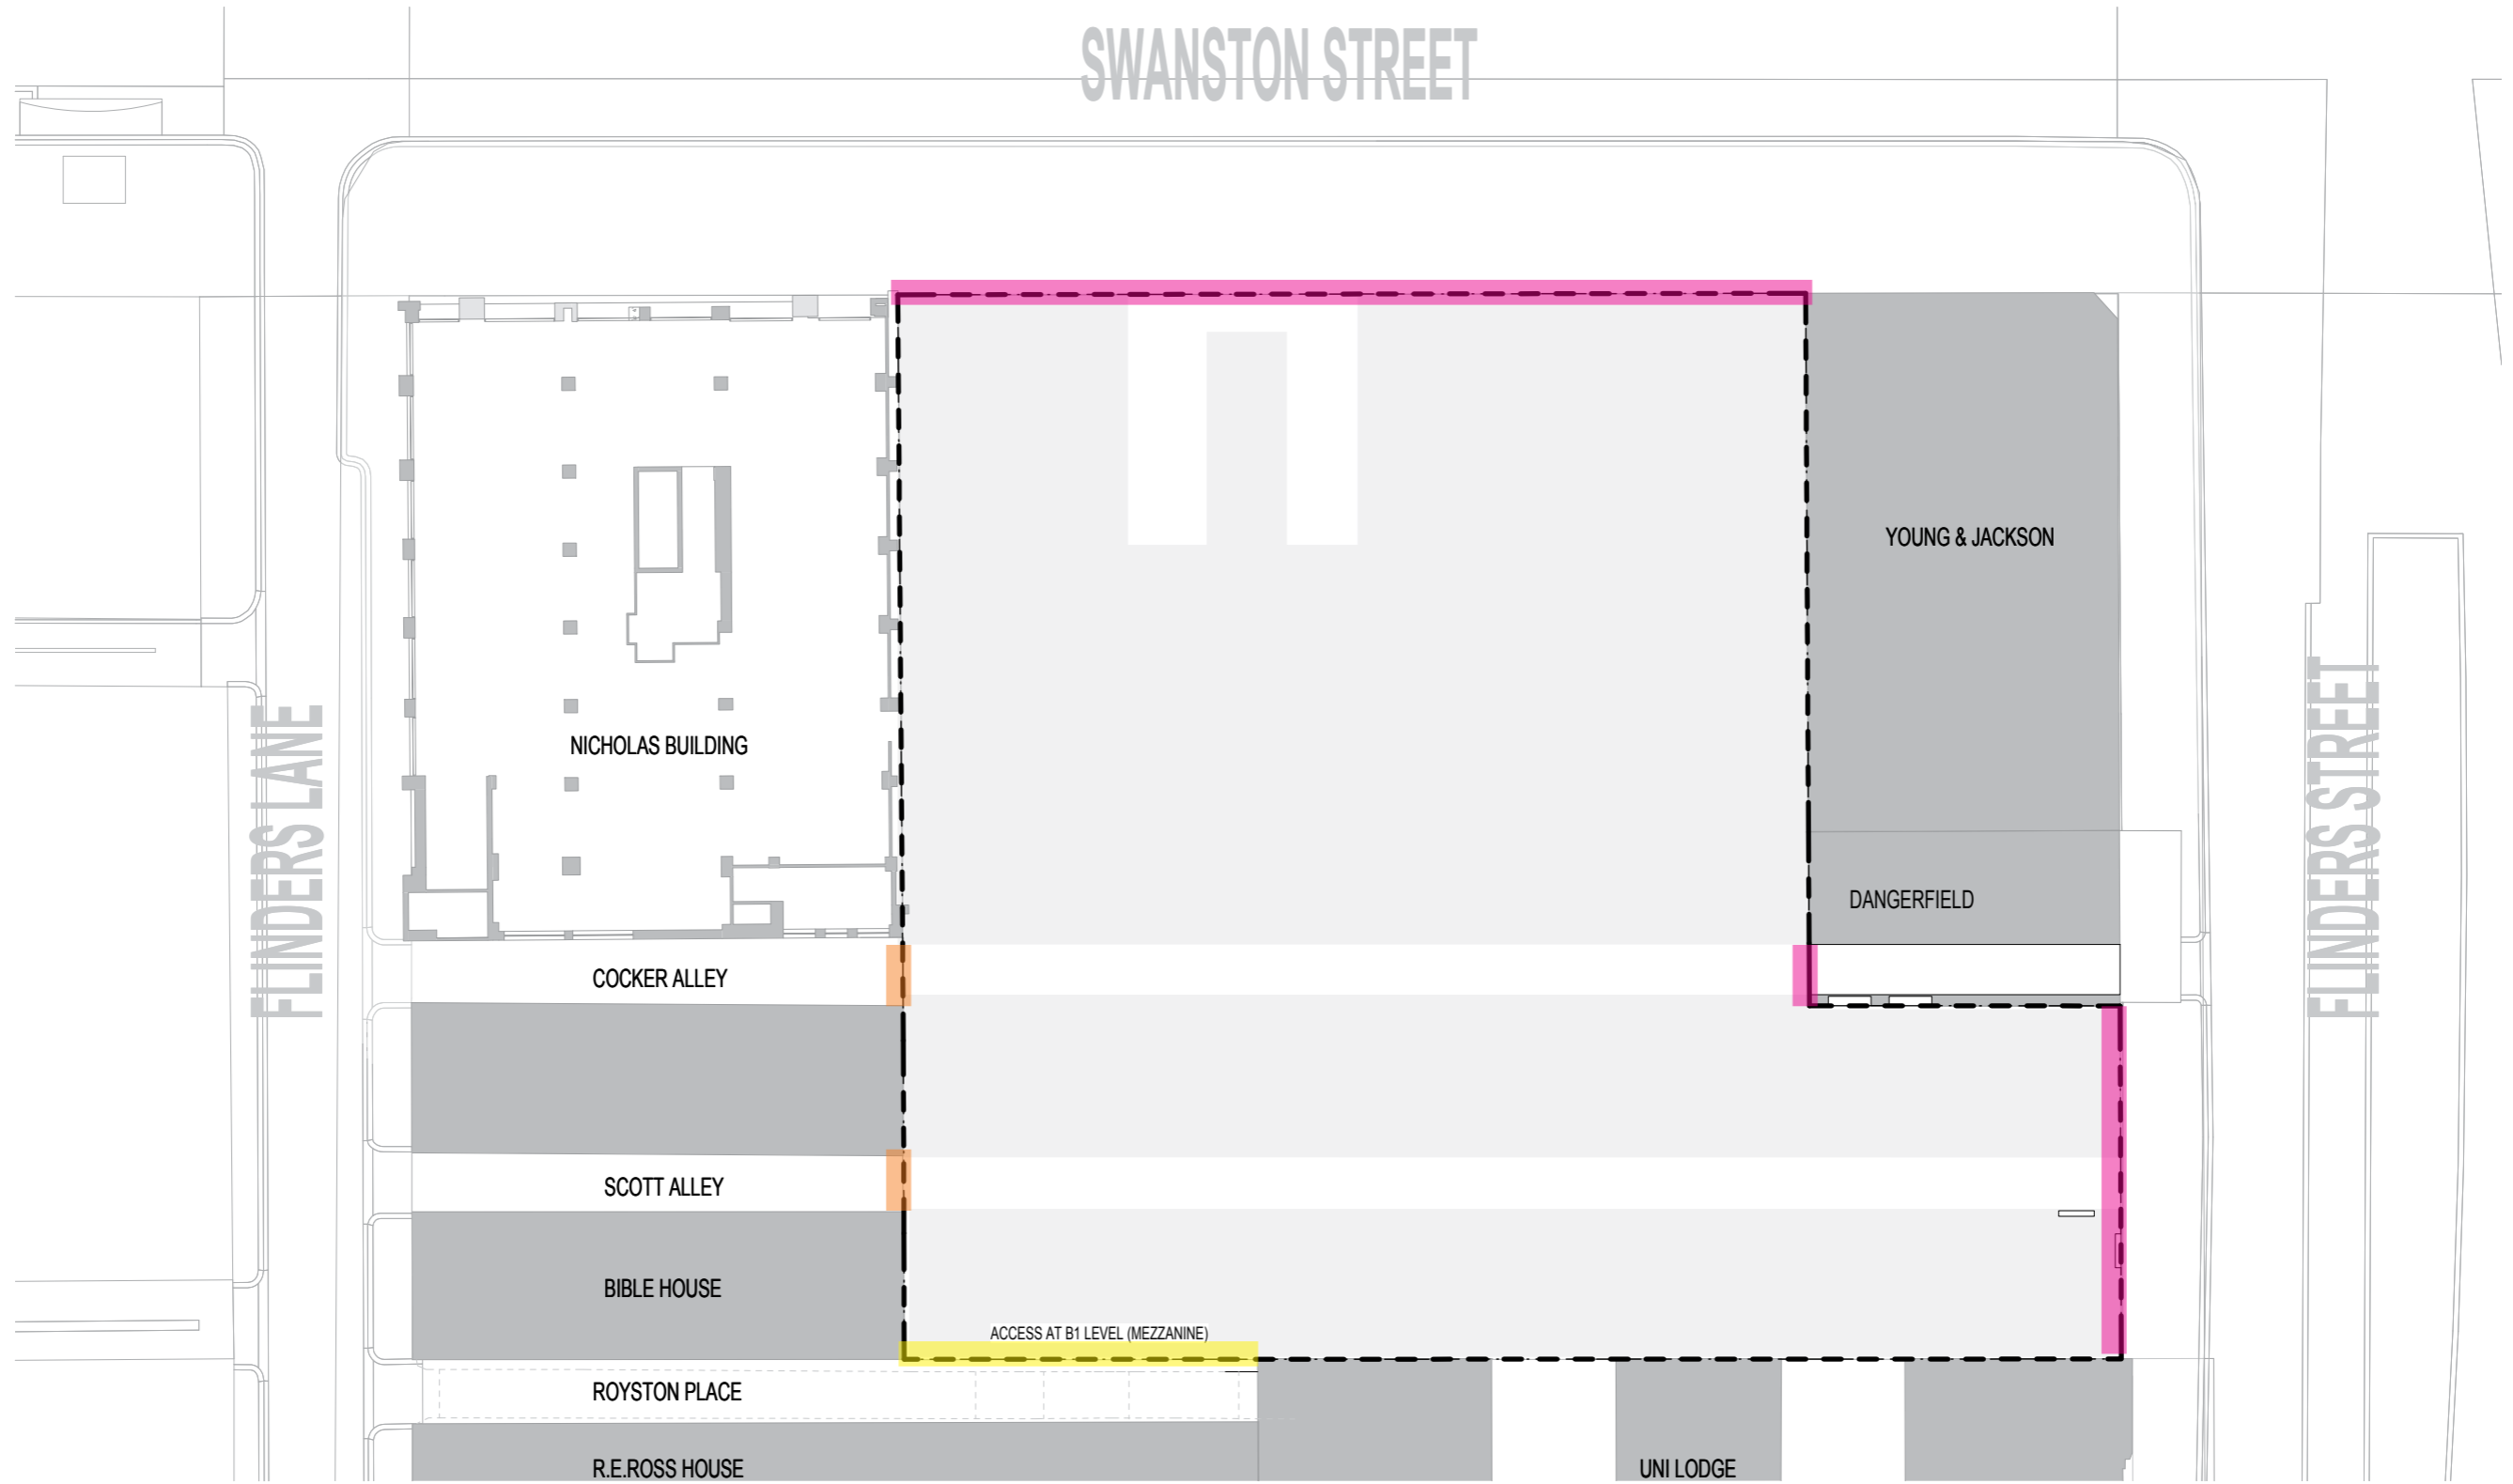 SWANSTON STREET
YOUNG & JACKSON
NICHOLAS BUILDING
FLINDERS LANE
FLINDERS STREET
DANGERFIELD
COCKER ALLEY
SCOTT ALLEY
BIBLE HOUSE
ACCESS AT B1 LEVEL (MEZZANINE)
ROYSTON PLACE
R.E.ROSS HOUSE
UNI LODGE